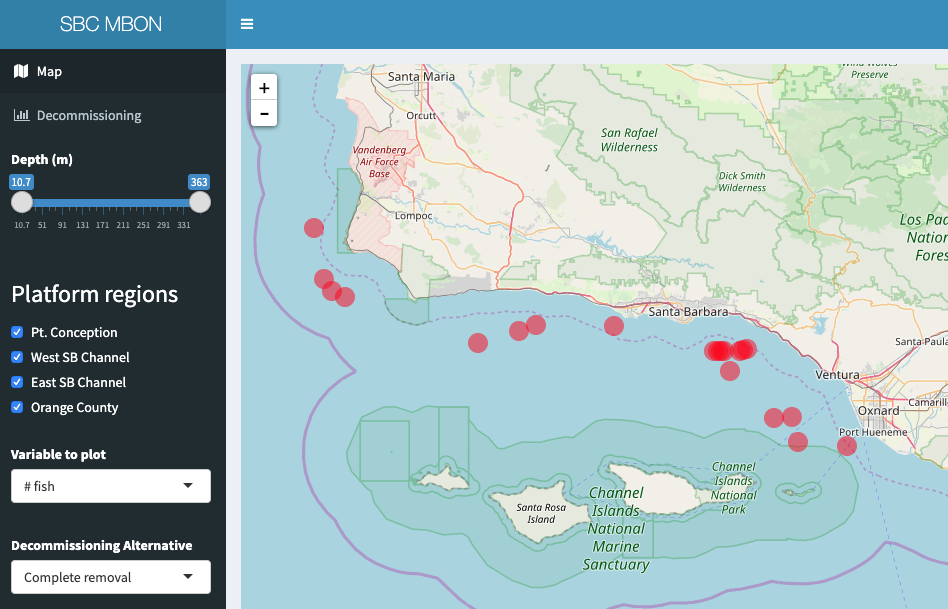 SBC MBON
Map
Decommissioning
Depth (m)
10.7
363
10.7 51 91 131 171 211 251 291 331
Platform regions
Pt. Conception
West SB Channel
East SB Channel
Orange County
Variable to plot
# fish
Decommissioning Alternative
Complete removal
+
-
Santa Maria
Orcutt
Vandenberg
Air Force
Base
Lompoc
San Rafael
Wilderness
Dick Smith
Wilderness
Preserve
Los Pad
Nation
Fores
Santa Barbara
Santa Paula
Ventura
Oxnard
Camarill
Port Hueneme
Channel
Islands
National
Park
Santa Rosa
Island
Channel
Islands
National
Marine
Sanctuary